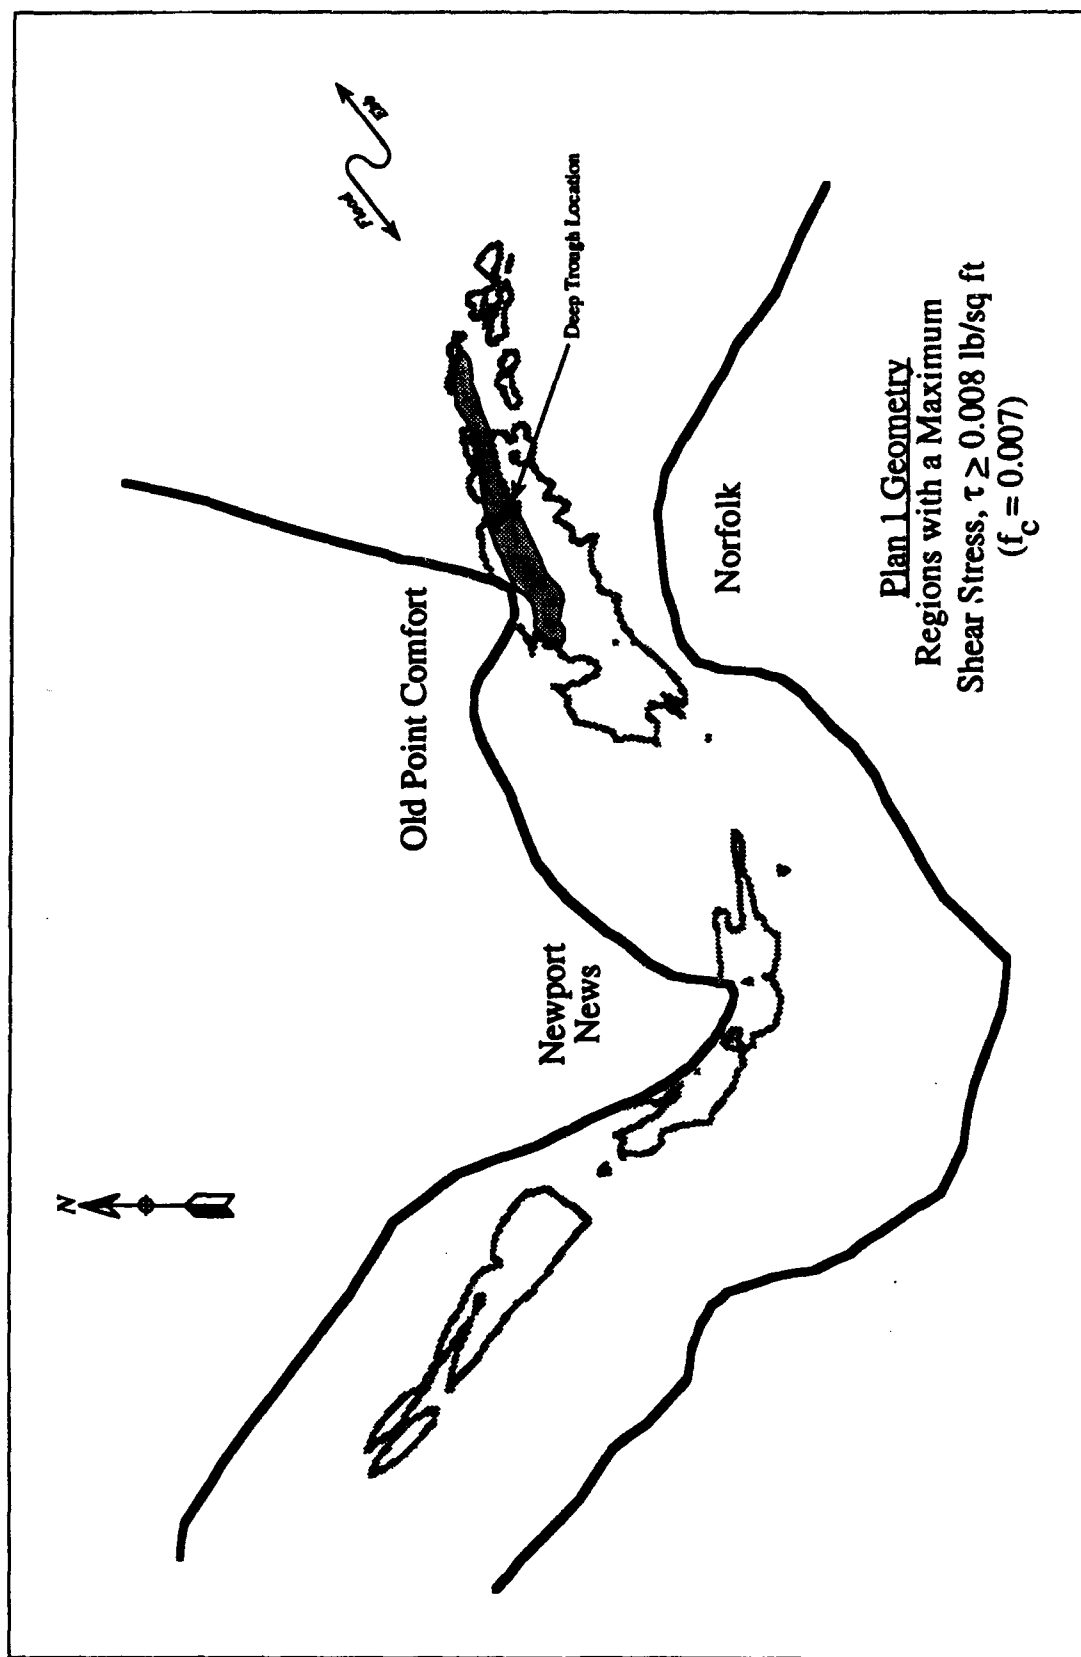 N
Flood
Ebb
Deep Trough Location
Old Point Comfort
Newport
News
Norfolk
Plan 1 Geometry
Regions with a Maximum
Shear Stress, τ ≥ 0.008 lb/sq ft
(f_c = 0.007)